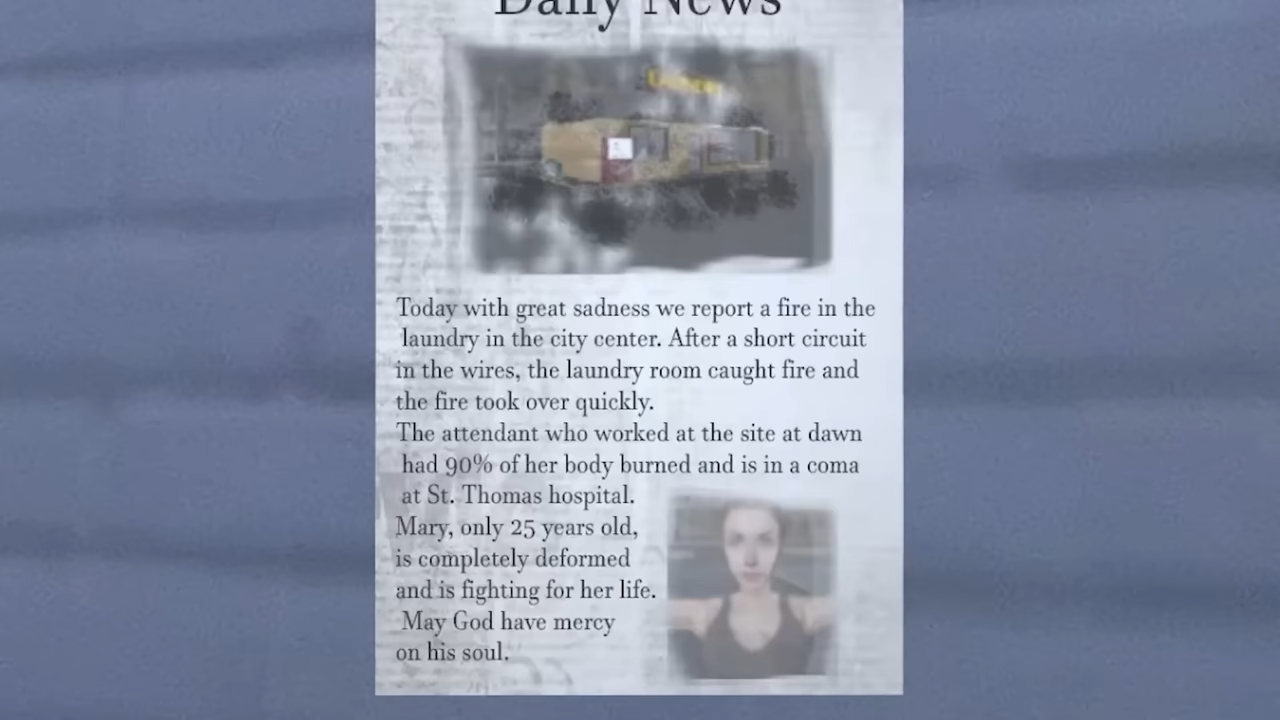 Daily News
Today with great sadness we report a fire in the
laundry in the city center. After a short circuit
in the wires, the laundry room caught fire and
the fire took over quickly.
The attendant who worked at the site at dawn
had 90% of her body burned and is in a coma
at St. Thomas hospital.
Mary, only 25 years old,
is completely deformed
and is fighting for her life.
May God have mercy
on his soul.